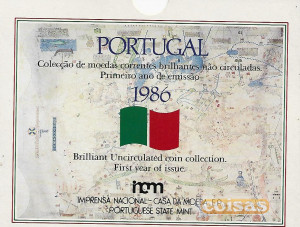 PORTUGAL
Colecção de moedas correntes brilhantes não circuladas.
Primeiro ano de emissão
1986
Brilliant Uncirculated coin collection.
First year of issue.
incm
IMPRENSA NACIONAL - CASA DA MOEDA, E.P.
PORTUGUESE STATE MINT